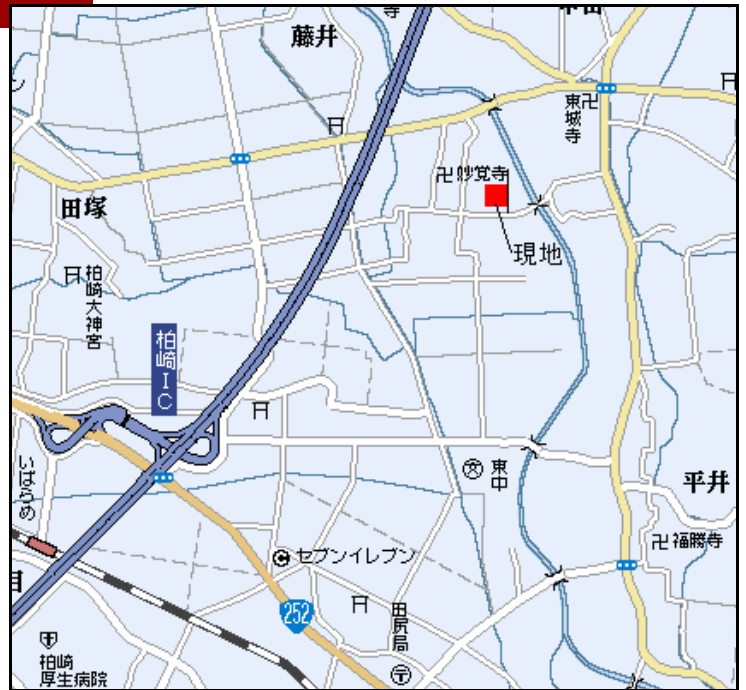 藤井
寺
東城寺
妙覚寺
現地
田塚
柏崎大神宮
柏崎IC
東中
平井
いばらめ
福勝寺
セブンイレブン
252
田尻局
柏崎
厚生病院
目